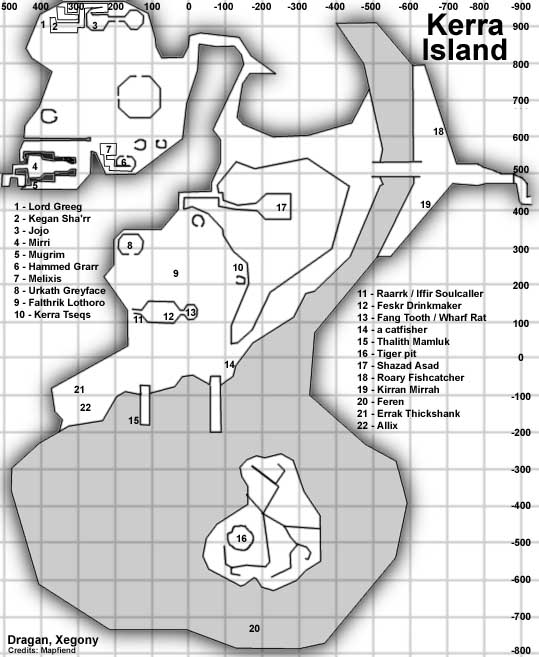 500 400 300 200 100 0 -100 -200 -300 -400 -500 -600 -700 -800 -900
Kerra
Island
900
800
700
600
500
400
300
200
100
0
-100
-200
-300
-400
-500
-600
-700
-800
1
2
3
4
5
6
7
8
9
10
11
12
13
14
15
16
17
18
19
20
21
22
1 - Lord Greeg
2 - Kegan Sha'rr
3 - Jojo
4 - Mirri
5 - Mugrim
6 - Hammed Grarr
7 - Melixis
8 - Urkath Greyface
9 - Falthrik Lothoro
10 - Kerra Tseqs
11 - Raarrk / Iffir Soulcaller
12 - Feskr Drinkmaker
13 - Fang Tooth / Wharf Rat
14 - a catfisher
15 - Thalith Mamluk
16 - Tiger pit
17 - Shazad Asad
18 - Roary Fishcatcher
19 - Kirran Mirrah
20 - Feren
21 - Errak Thickshank
22 - Allix
Dragan, Xegony
Credits: Mapfiend